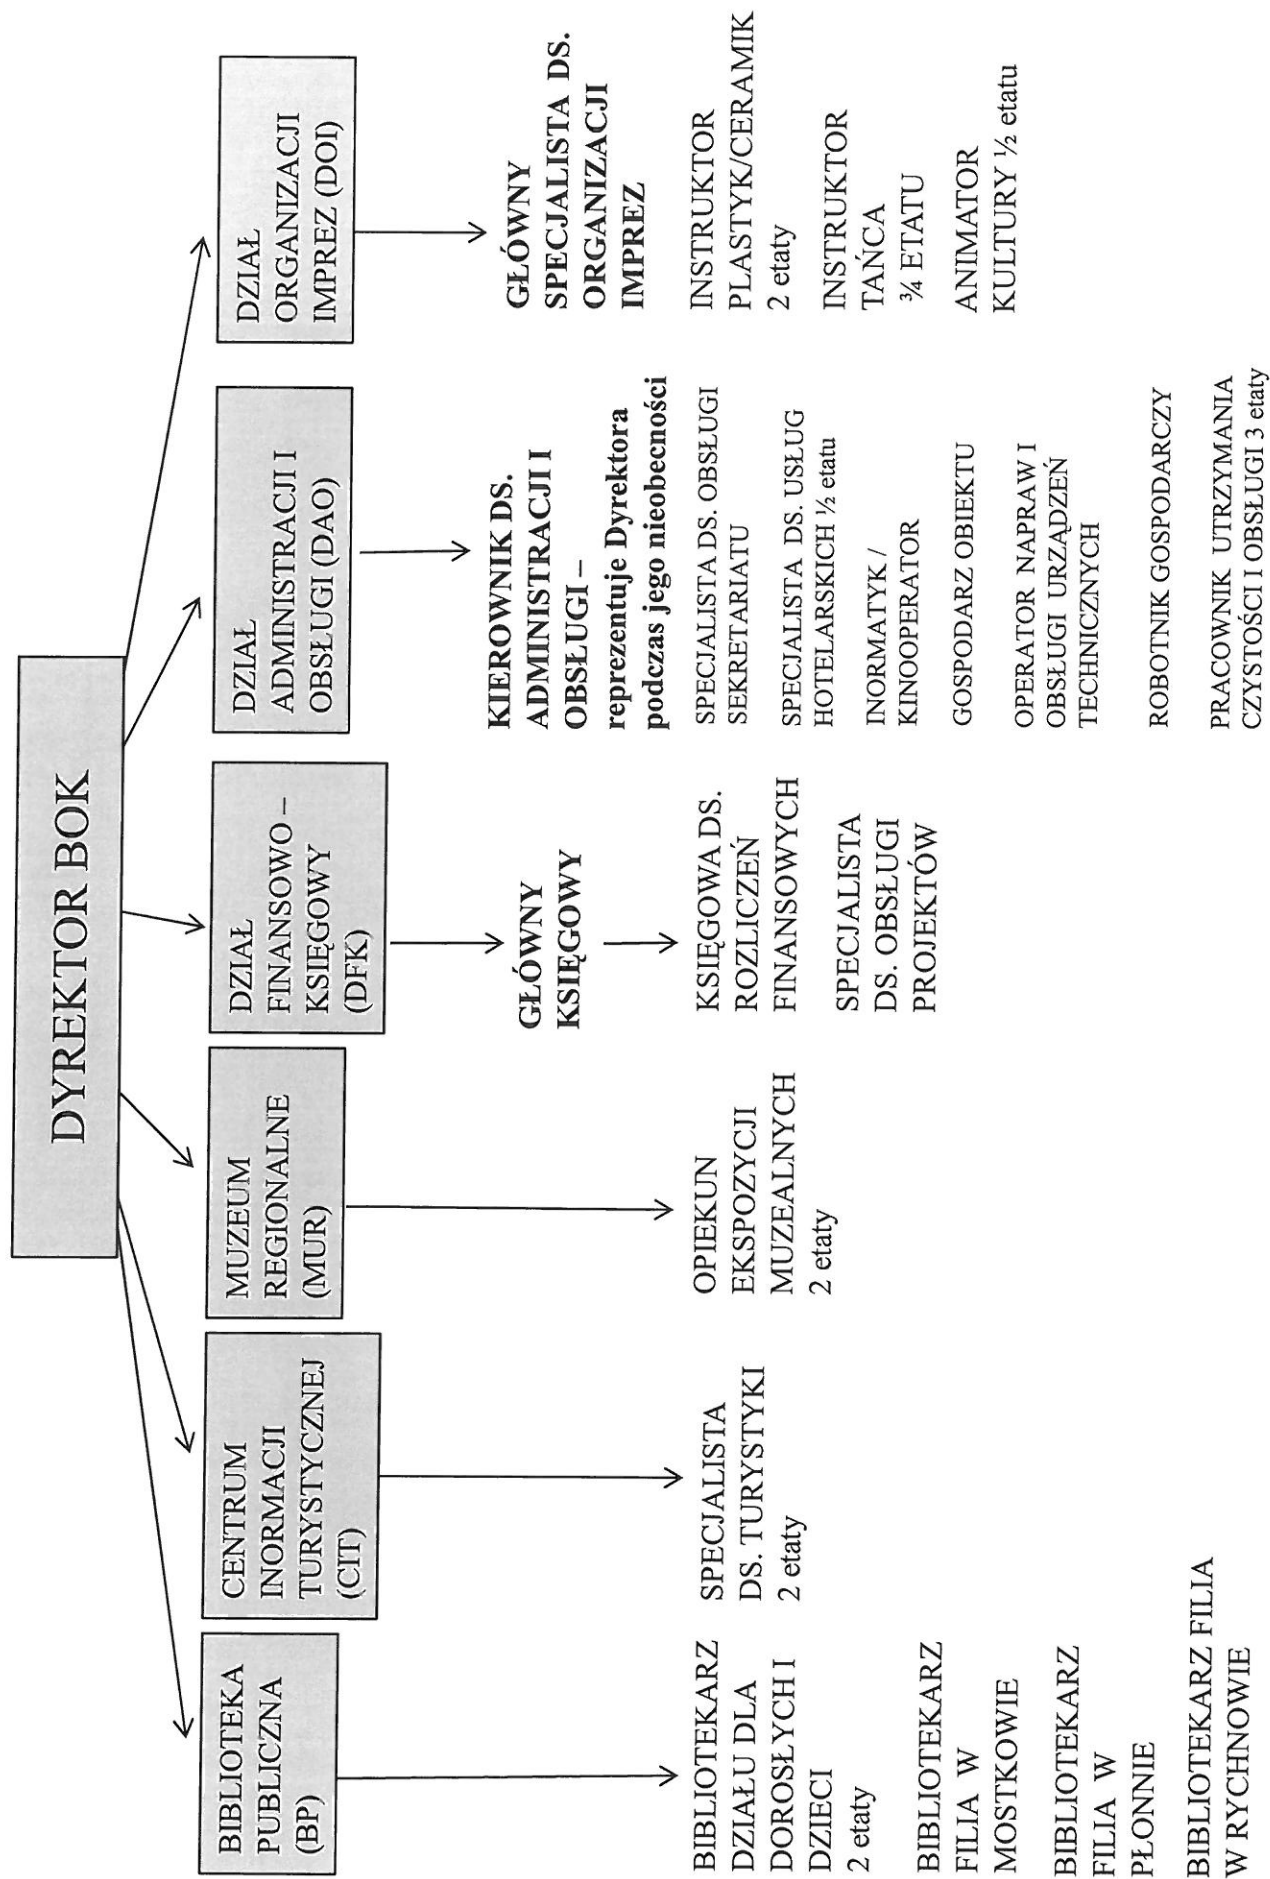 DYREKTOR BOK
BIBLIOTEKA
PUBLICZNA
(BP)
BIBLIOTEKARZ
DZIAŁU DLA
DOROSŁYCH I
DZIECI
2 etaty
BIBLIOTEKARZ
FILIA W
MOSTKOWIE
BIBLIOTEKARZ
FILIA W
PŁONNIE
BIBLIOTEKARZ FILIA
W RYCHNOWIE
CENTRUM
INORMACJI
TURYSTYCZNEJ
(CIT)
SPECJALISTA
DS. TURYSTYKI
2 etaty
MUZEUM
REGIONALNE
(MUR)
OPIEKUN
EKSPOZYCJI
MUZEALNYCH
2 etaty
DZIAŁ
FINANSOWO –
KSIĘGOWY
(DFK)
GŁÓWNY
KSIĘGOWY
KSIĘGOWA DS.
ROZLICZEŃ
FINANSOWYCH
SPECJALISTA
DS. OBSŁUGI
PROJEKTÓW
DZIAŁ
ADMINISTRACJI I
OBSŁUGI (DAO)
KIEROWNIK DS.
ADMINISTRACJI I
OBSŁUGI –
reprezentuje Dyrektora
podczas jego nieobecności
SPECJALISTA DS. OBSŁUGI
SEKRETARIATU
SPECJALISTA DS. USŁUG
HOTELARSKICH ½ etatu
INORMATYK /
KINOOPERATOR
GOSPODARZ OBIEKTU
OPERATOR NAPRAW I
OBSŁUGI URZĄDZEŃ
TECHNICZNYCH
ROBOTNIK GOSPODARCZY
PRACOWNIK UTRZYMANIA
CZYSTOŚCI I OBSŁUGI 3 etaty
DZIAŁ
ORGANIZACJI
IMPREZ (DOI)
GŁÓWNY
SPECJALISTA DS.
ORGANIZACJI
IMPREZ
INSTRUKTOR
PLASTYK/CERAMIK
2 etaty
INSTRUKTOR
TAŃCA
¾ ETATU
ANIMATOR
KULTURY ½ etatu